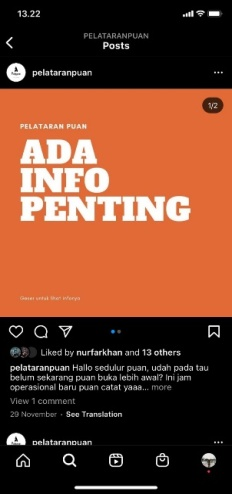 13.22
PELATARANPUAN
Posts
pelataranpuan
1/2
PELATARAN PUAN
ADA
INFO
PENTING
Geser untuk lihat infonya
Liked by nurfarkhan and 13 others
pelataranpuan Hallo sedulur puan, udah pada tau
belum sekarang puan buka lebih awal? Ini jam
operasional baru puan catat yaaa... more
View 1 comment
29 November · See Translation
pelataranpuan